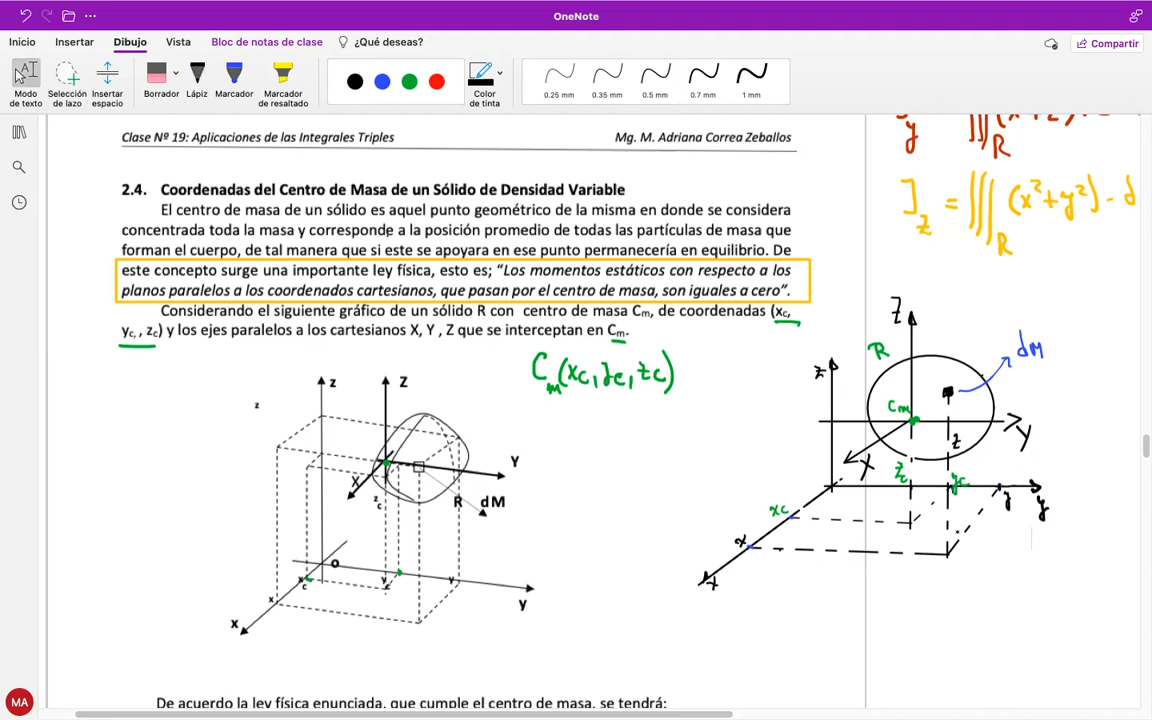 OneNote
Inicio Insertar Dibujo Vista Bloc de notas de clase ¿Qué deseas? Compartir
Modo de texto
Selección de lazo
Insertar espacio
Borrador
Lápiz
Marcador
Marcador de resaltado
Color de tinta
0.25 mm 0.35 mm 0.5 mm 0.7 mm 1 mm
Clase Nº 19: Aplicaciones de las Integrales Triples Mg. M. Adriana Correa Zeballos
2.4. Coordenadas del Centro de Masa de un Sólido de Densidad Variable
El centro de masa de un sólido es aquel punto geométrico de la misma en donde se considera
concentrada toda la masa y corresponde a la posición promedio de todas las partículas de masa que
forman el cuerpo, de tal manera que si este se apoyara en ese punto permanecería en equilibrio. De
este concepto surge una importante ley física, esto es; “Los momentos estáticos con respecto a los
planos paralelos a los coordenados cartesianos, que pasan por el centro de masa, son iguales a cero”.
Considerando el siguiente gráfico de un sólido R con centro de masa Cm, de coordenadas (xc,
yc, , zc) y los ejes paralelos a los cartesianos X, Y , Z que se interceptan en Cm.
Cm(xc, yc, zc)
z Z
z
Y
X
zc
R dM
O
xc yc y
x
x y
y
∭R
Iz = ∭R (x²+y²) - d
Z
R dM
z
Cm
Y
z
X
zc yc y y
xc
x
x
De acuerdo la ley física enunciada, que cumple el centro de masa, se tendrá:
MA